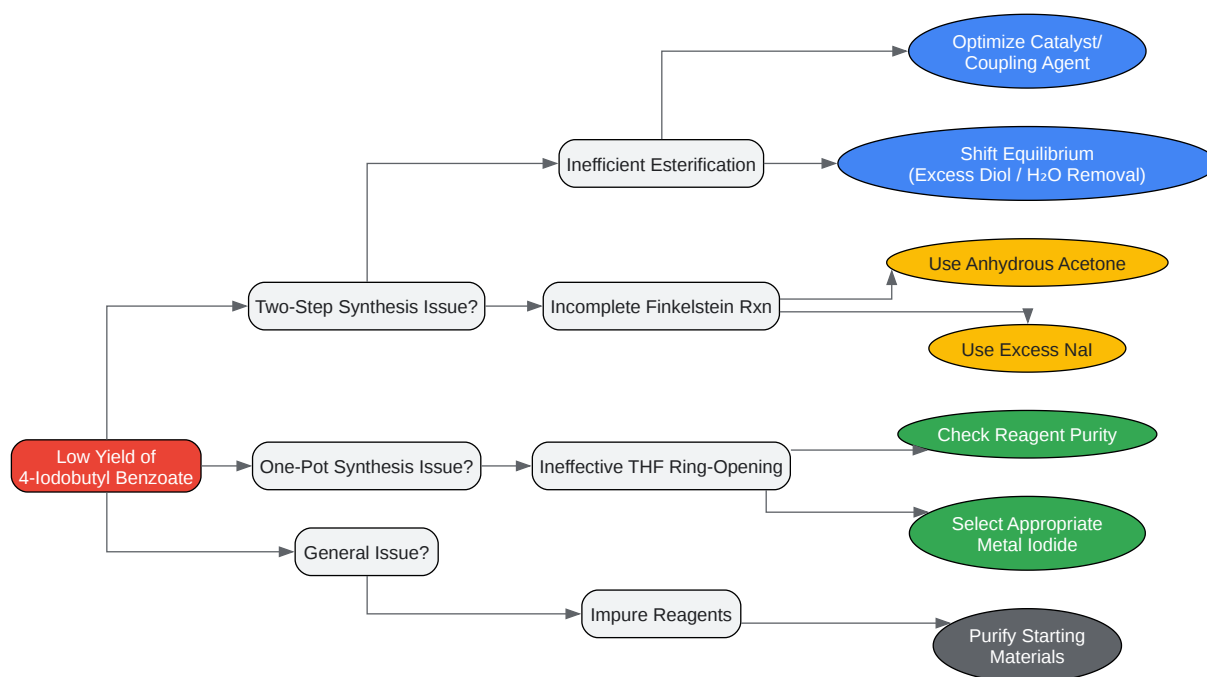 Optimize Catalyst/
Coupling Agent
Inefficient Esterification
Shift Equilibrium
(Excess Diol / H₂O Removal)
Use Anhydrous Acetone
Two-Step Synthesis Issue?
Incomplete Finkelstein Rxn
Use Excess NaI
Check Reagent Purity
Low Yield of
4-Iodobutyl Benzoate
One-Pot Synthesis Issue?
Ineffective THF Ring-Opening
Select Appropriate
Metal Iodide
General Issue?
Impure Reagents
Purify Starting
Materials